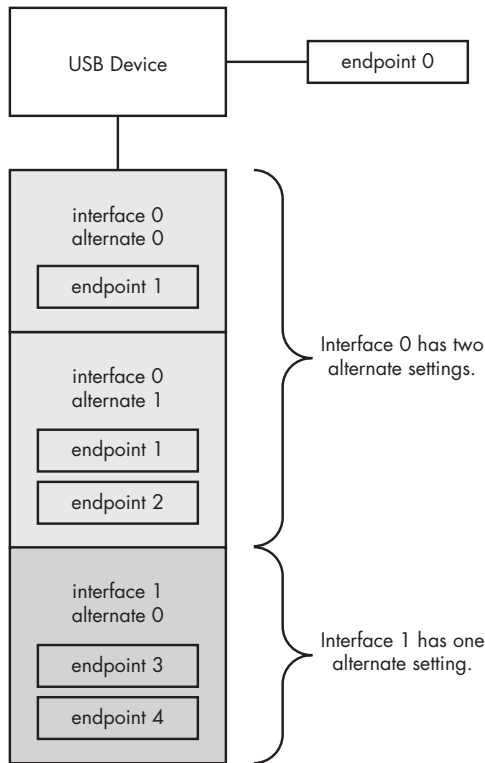 USB Device
endpoint 0
interface 0
alternate 0
endpoint 1
interface 0
alternate 1
endpoint 1
endpoint 2
Interface 0 has two
alternate settings.
interface 1
alternate 0
endpoint 3
endpoint 4
Interface 1 has one
alternate setting.